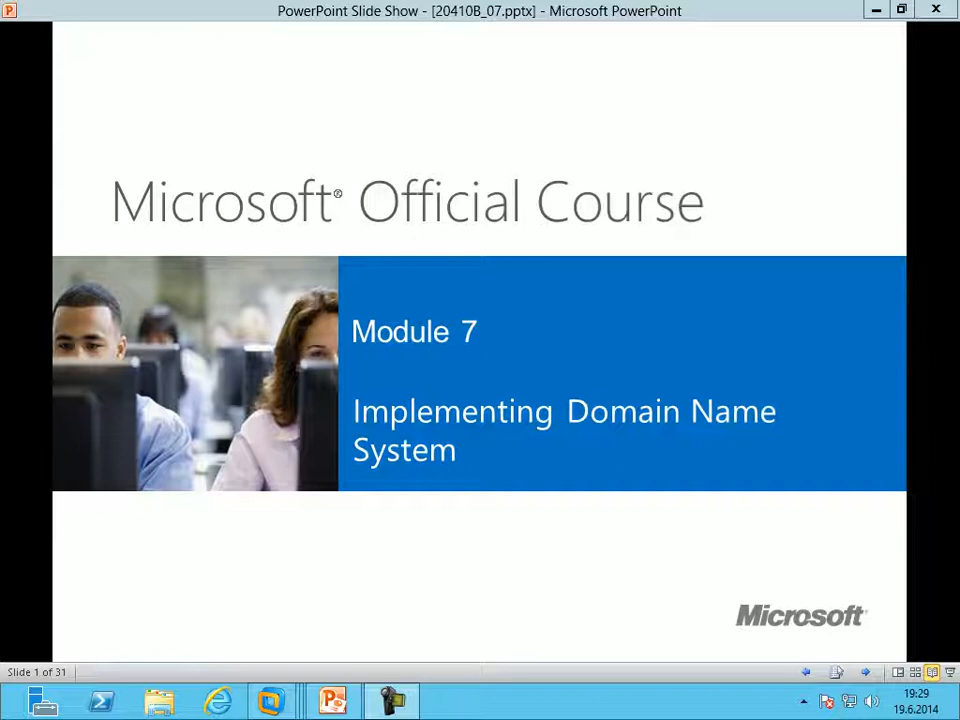 PowerPoint Slide Show - [20410B_07.pptx] - Microsoft PowerPoint
Microsoft® Official Course
Module 7
Implementing Domain Name
System
Microsoft
Slide 1 of 31
19:29
19.6.2014